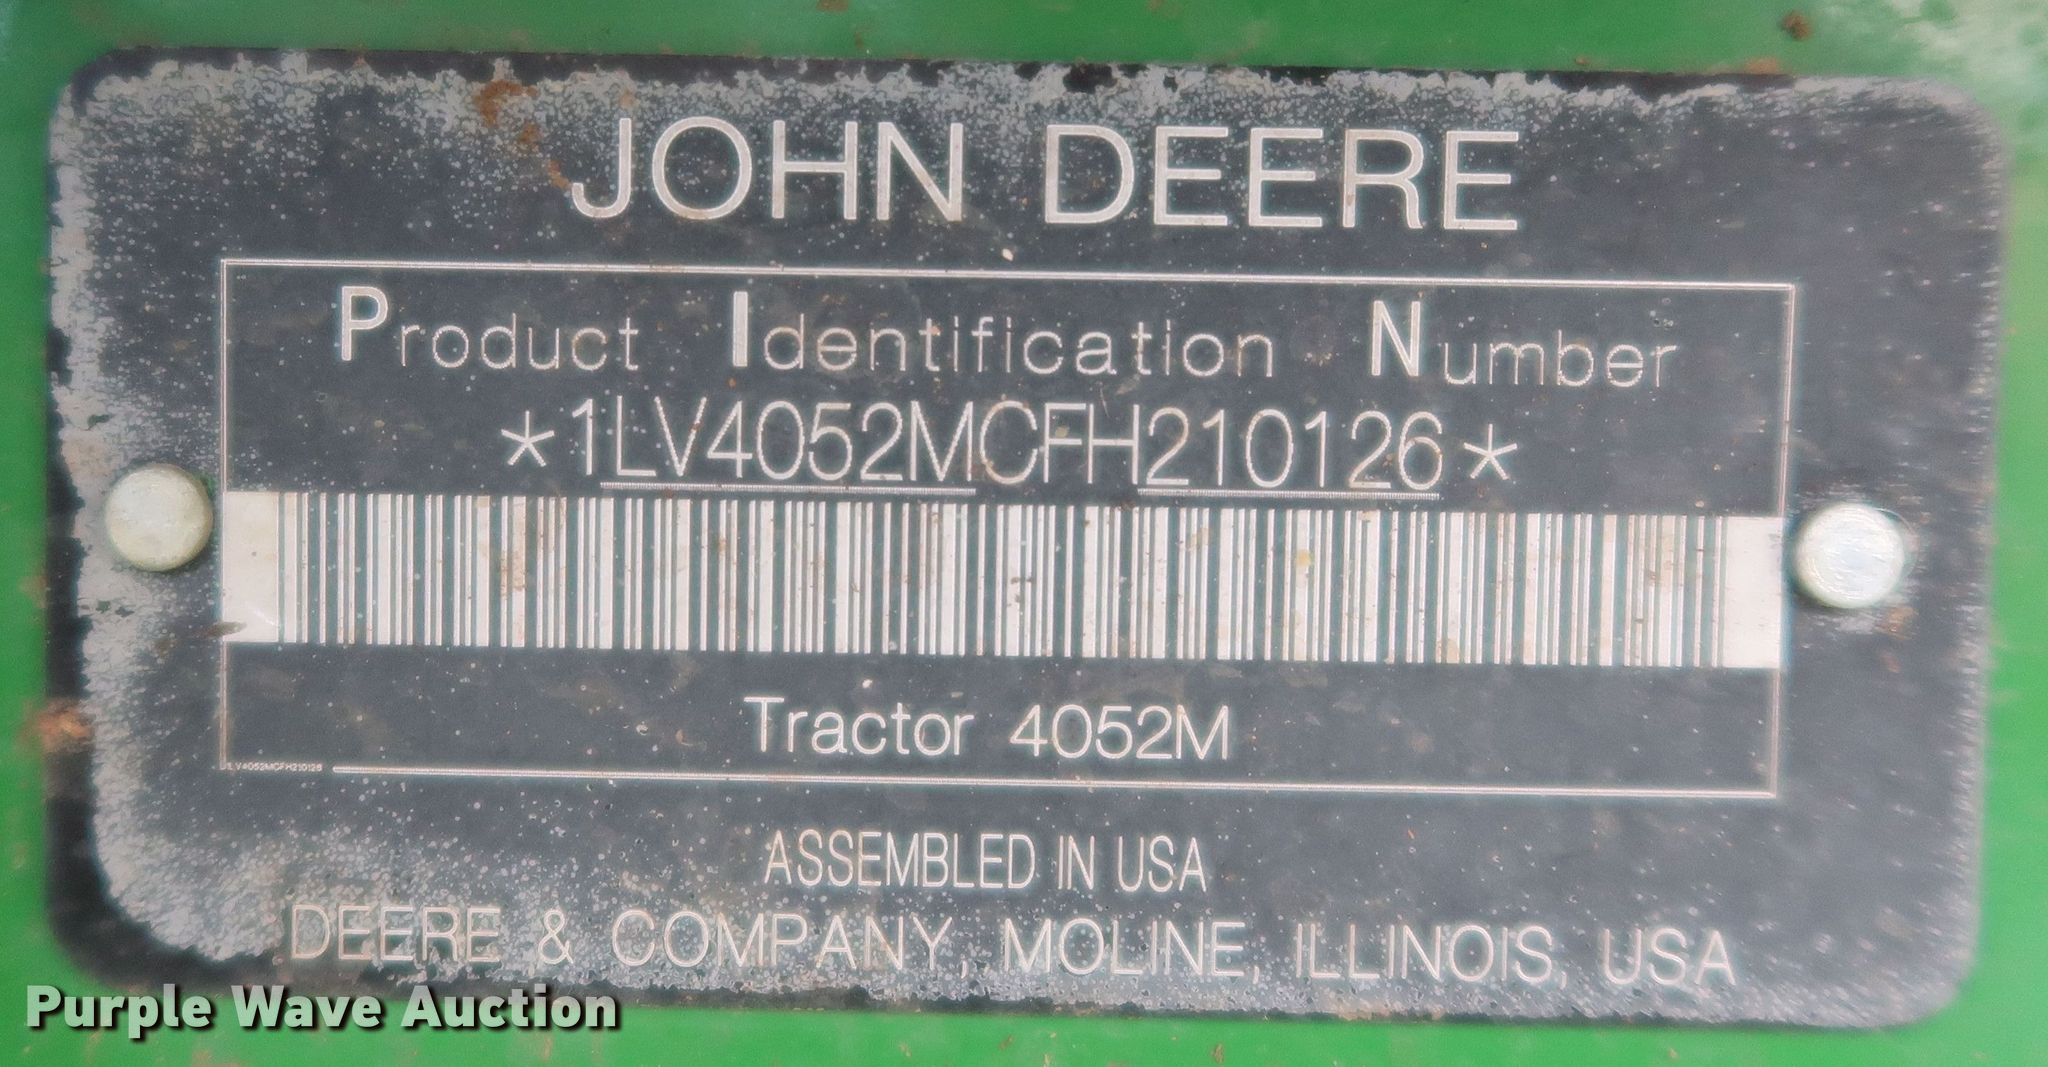 JOHN DEERE
Product Identification Number
*1LV4052MCFH210126*
Tractor 4052M
1LV4052MCFH210126
ASSEMBLED IN USA
DEERE & COMPANY, MOLINE, ILLINOIS, USA
Purple Wave Auction